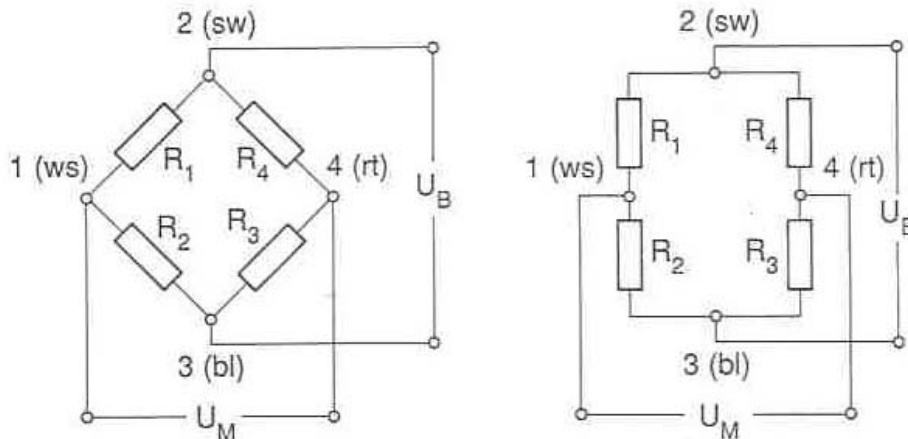 2 (sw)
1 (ws)
R1
R4
4 (rt)
R2
R3
UB
3 (bl)
UM
2 (sw)
1 (ws)
R1
R4
4 (rt)
R2
R3
3 (bl)
UM